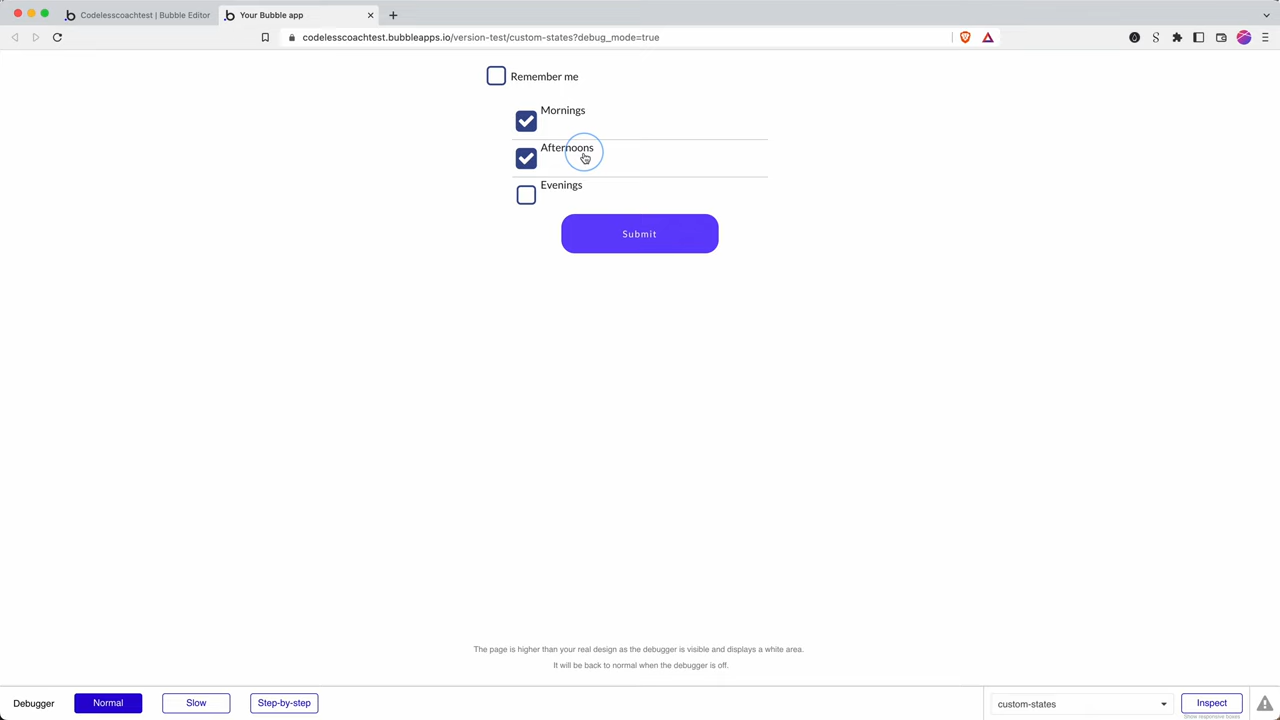 Codelesscoachtest | Bubble Editor
Your Bubble app
codelesscoachtest.bubbleapps.io/version-test/custom-states?debug_mode=true
Remember me
Mornings
Afternoons
Evenings
Submit
The page is higher than your real design as the debugger is visible and displays a white area.
It will be back to normal when the debugger is off.
Debugger
Normal
Slow
Step-by-step
custom-states
Inspect
Show responsive boxes